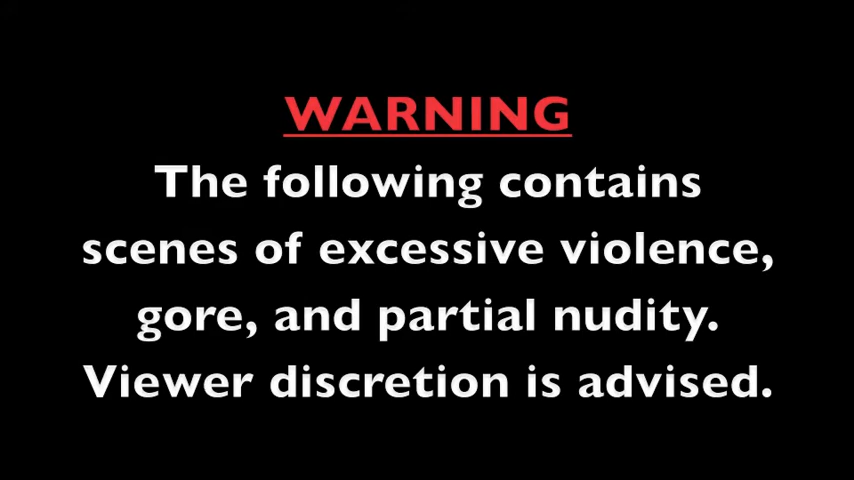 WARNING
The following contains
scenes of excessive violence,
gore, and partial nudity.
Viewer discretion is advised.